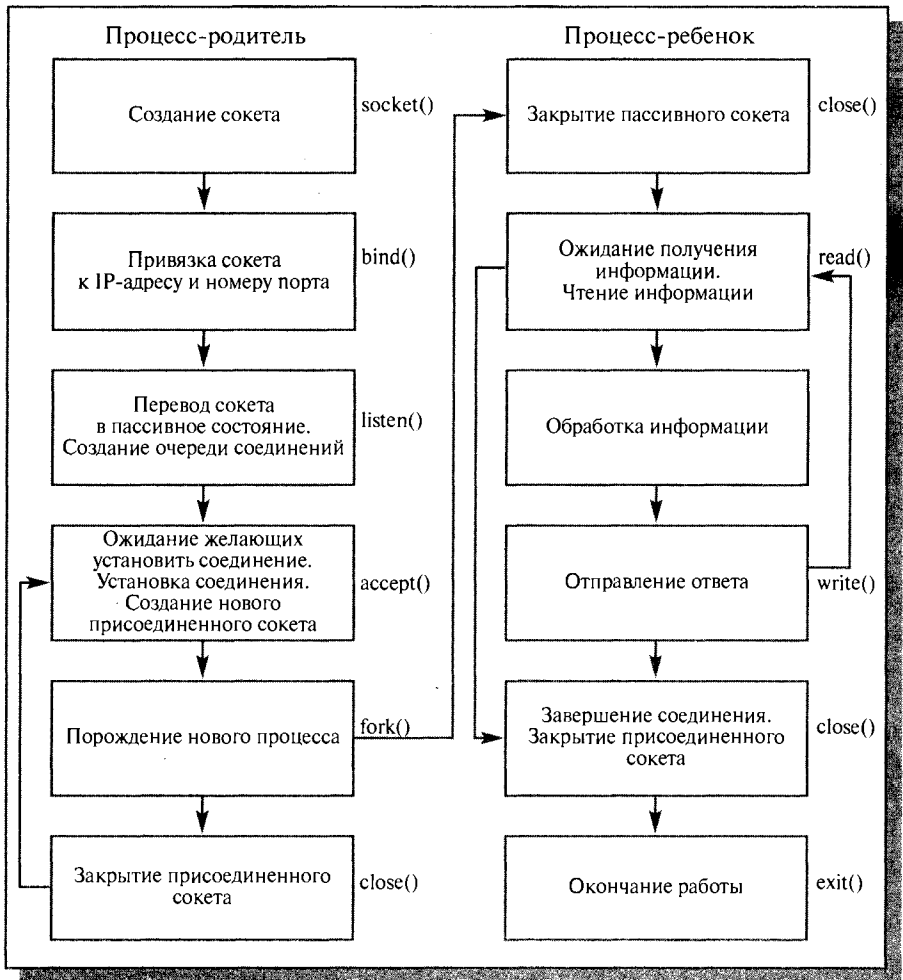 Процесс-родитель
Создание сокета
socket()
Привязка сокета
к IP-адресу и номеру порта
bind()
Перевод сокета
в пассивное состояние.
Создание очереди соединений
listen()
Ожидание желающих
установить соединение.
Установка соединения.
Создание нового
присоединенного сокета
accept()
Порождение нового процесса
fork()
Закрытие присоединенного
сокета
close()
Процесс-ребенок
Закрытие пассивного сокета
close()
Ожидание получения
информации.
Чтение информации
read()
Обработка информации
Отправление ответа
write()
Завершение соединения.
Закрытие присоединенного
сокета
close()
Окончание работы
exit()